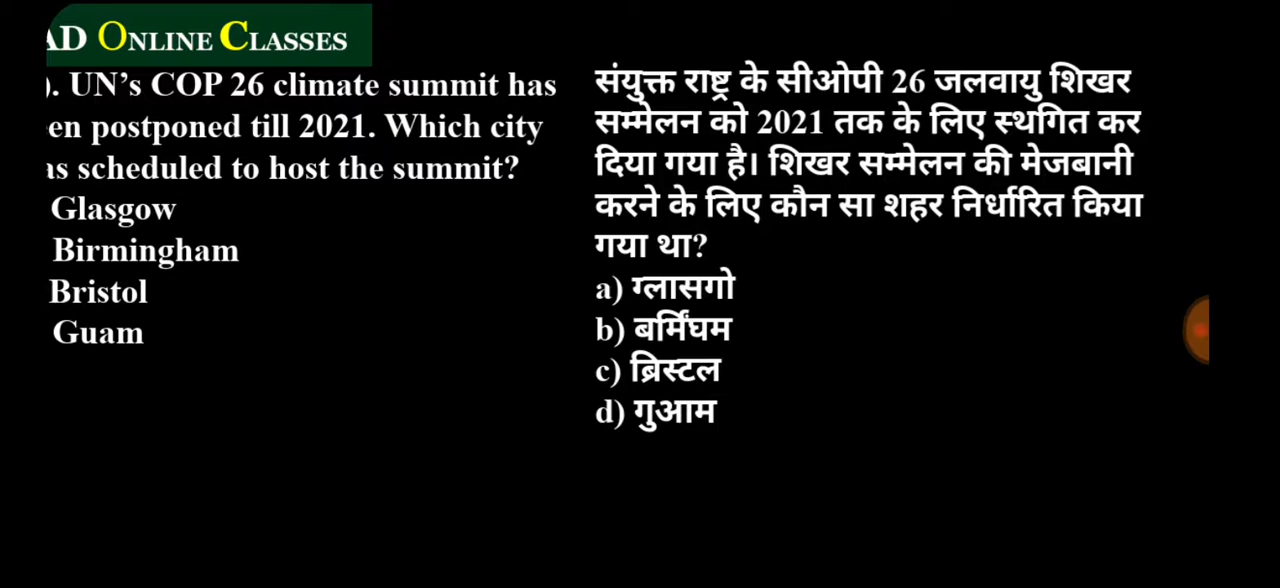 AD ONLINE CLASSES
). UN’s COP 26 climate summit has
en postponed till 2021. Which city
as scheduled to host the summit?
Glasgow
Birmingham
Bristol
Guam
संयुक्त राष्ट्र के सीओपी 26 जलवायु शिखर
सम्मेलन को 2021 तक के लिए स्थगित कर
दिया गया है। शिखर सम्मेलन की मेजबानी
करने के लिए कौन सा शहर निर्धारित किया
गया था?
a) ग्लासगो
b) बर्मिंघम
c) ब्रिस्टल
d) गुआम